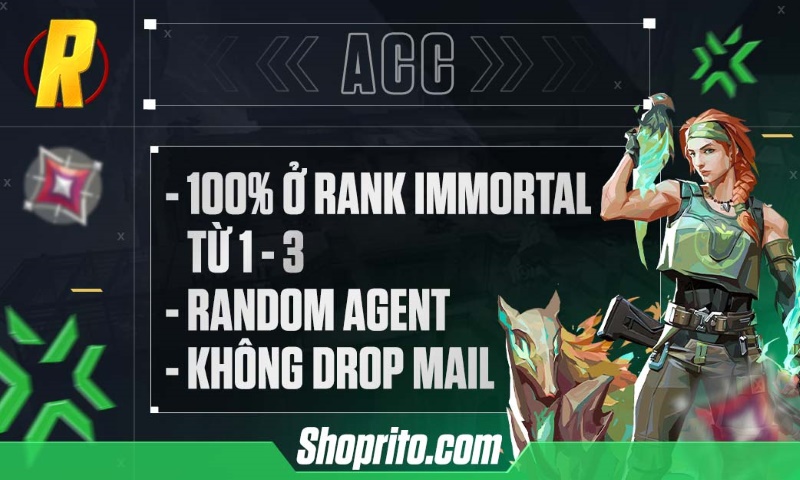 R
ACC
- 100% Ở RANK IMMORTAL
TỪ 1 - 3
- RANDOM AGENT
- KHÔNG DROP MAIL
Shoprito.com